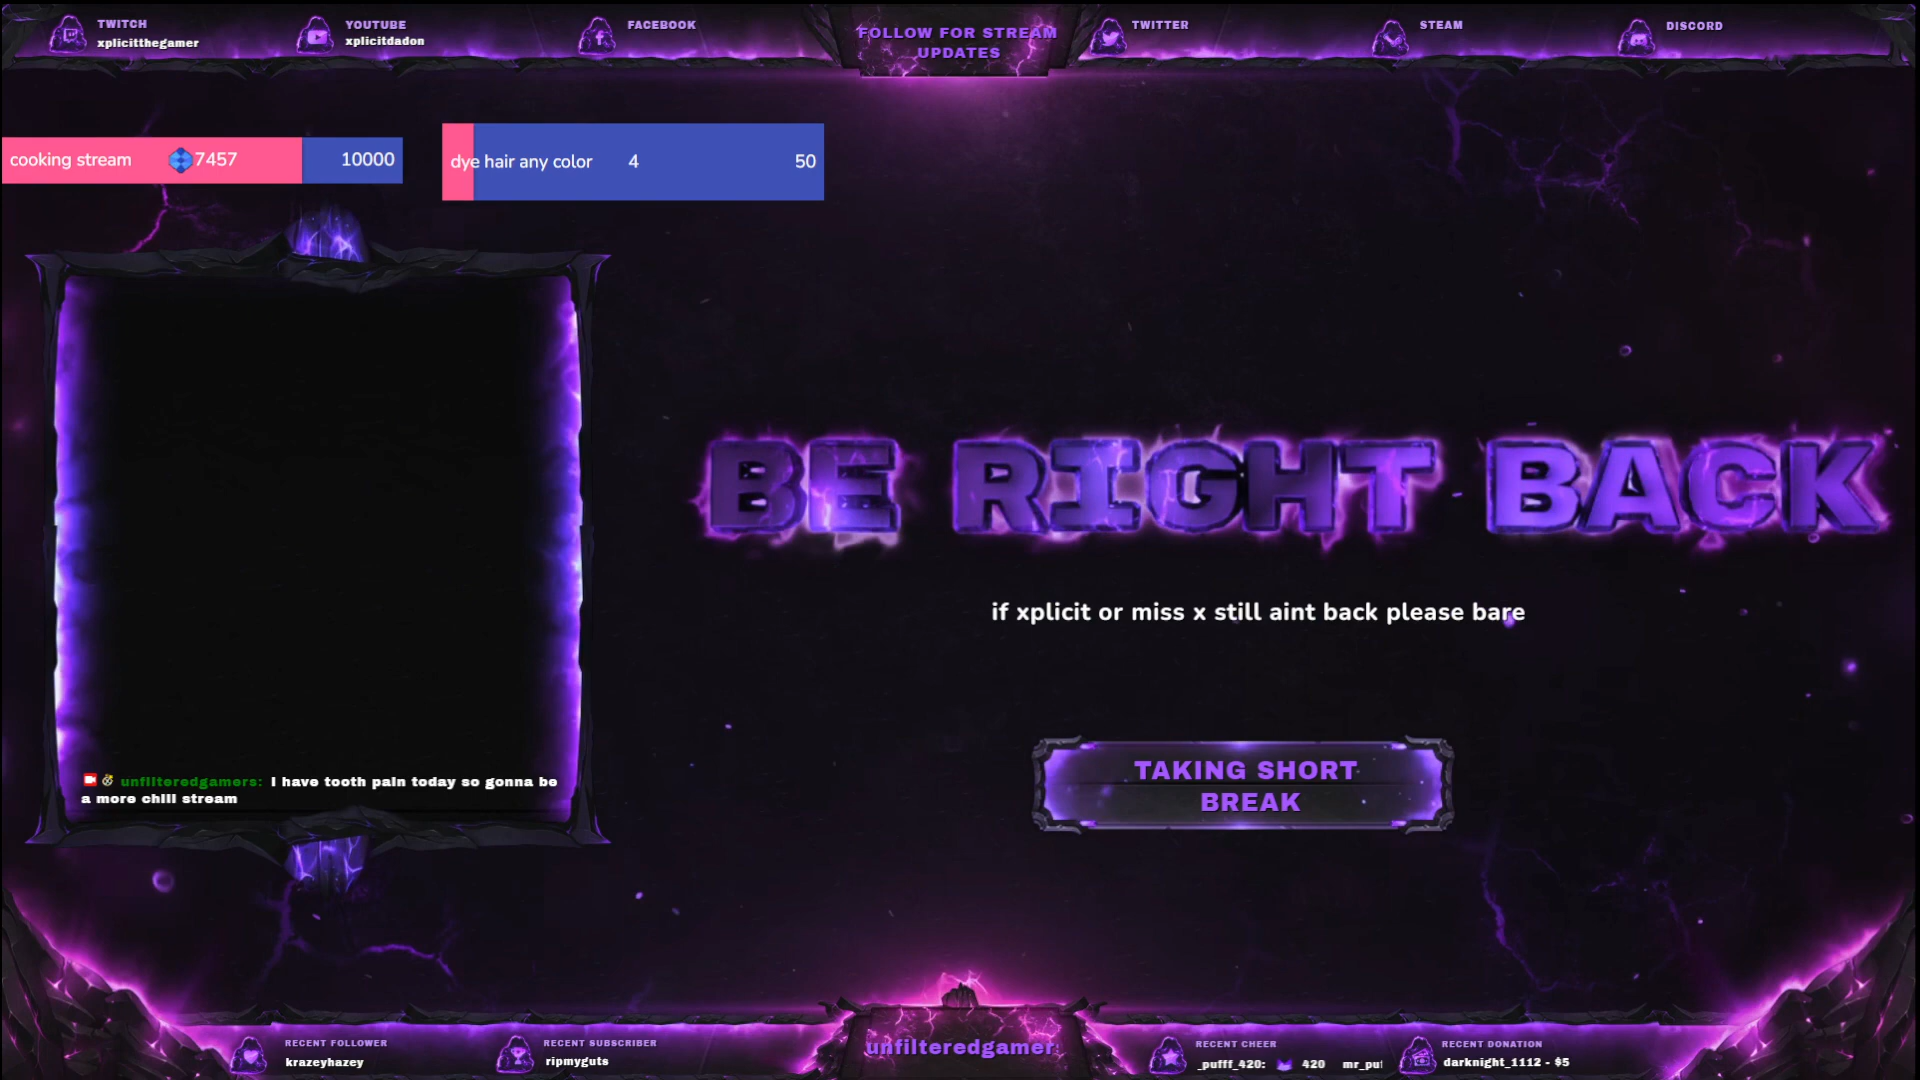 TWITCH
xplicitthegamer
YOUTUBE
xplicitdadon
FACEBOOK
FOLLOW FOR STREAM
UPDATES
TWITTER
STEAM
DISCORD
cooking stream 7457 10000
dye hair any color 4 50
BE RIGHT BACK
if xplicit or miss x still aint back please bare
TAKING SHORT
BREAK
unfilteredgamers: I have tooth pain today so gonna be
a more chill stream
RECENT FOLLOWER
krazeyhazey
RECENT SUBSCRIBER
ripmyguts
unfilteredgamer
RECENT CHEER
_pufff_420: 420 mr_pu
RECENT DONATION
darknight_1112 - $5